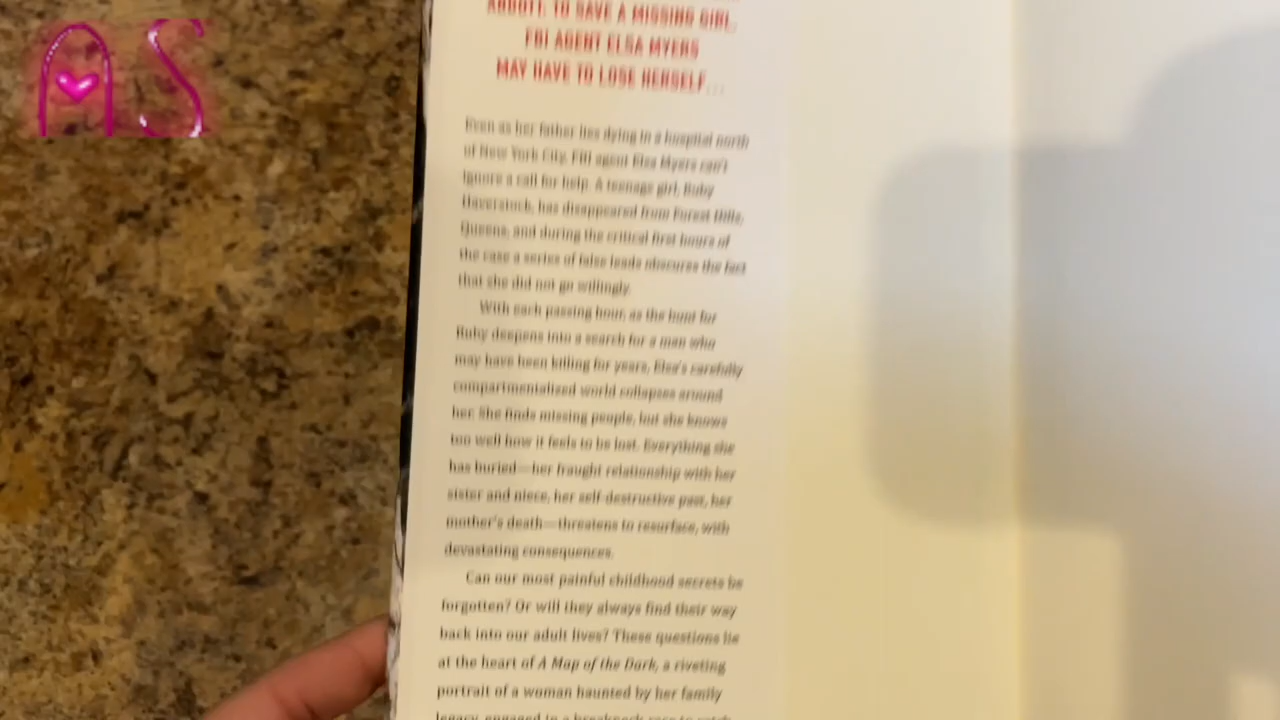 AS
ABBOTT. TO SAVE A MISSING GIRL,
FBI AGENT ELSA MYERS
MAY HAVE TO LOSE HERSELF...
Even as her father lies dying in a hospital north
of New York City, FBI agent Elsa Myers can't
ignore a call for help. A teenage girl, Ruby
Haverstock, has disappeared from Forest Hills,
Queens, and during the critical first hours of
the case a series of false leads obscures the fact
that she did not go willingly.
With each passing hour, as the hunt for
Ruby deepens into a search for a man who
may have been killing for years, Elsa's carefully
compartmentalized world collapses around
her. She finds missing people, but she knows
too well how it feels to be lost. Everything she
has buried—her fraught relationship with her
sister and niece, her self-destructive past, her
mother's death—threatens to resurface, with
devastating consequences.
Can our most painful childhood secrets be
forgotten? Or will they always find their way
back into our adult lives? These questions lie
at the heart of A Map of the Dark, a riveting
portrait of a woman haunted by her family
legacy, engaged in a breakneck race to